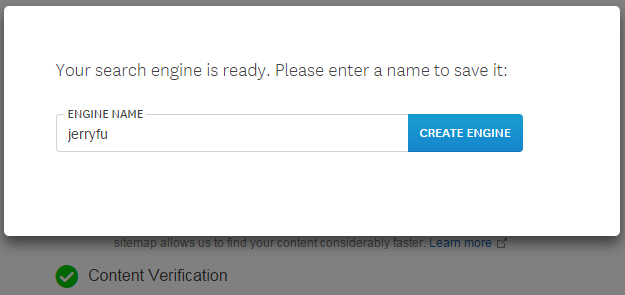 Your search engine is ready. Please enter a name to save it:
ENGINE NAME
jerryfu
CREATE ENGINE
sitemap allows us to find your content considerably faster. Learn more
Content Verification